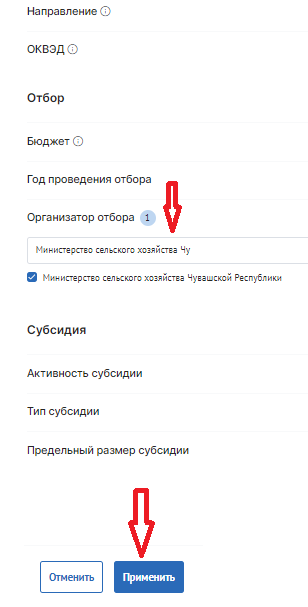 Направление
ОКВЭД
Отбор
Бюджет
Год проведения отбора
Организатор отбора 1
Министерство сельского хозяйства Чу
Министерство сельского хозяйства Чувашской Республики
Субсидия
Активность субсидии
Тип субсидии
Предельный размер субсидии
Отменить Применить